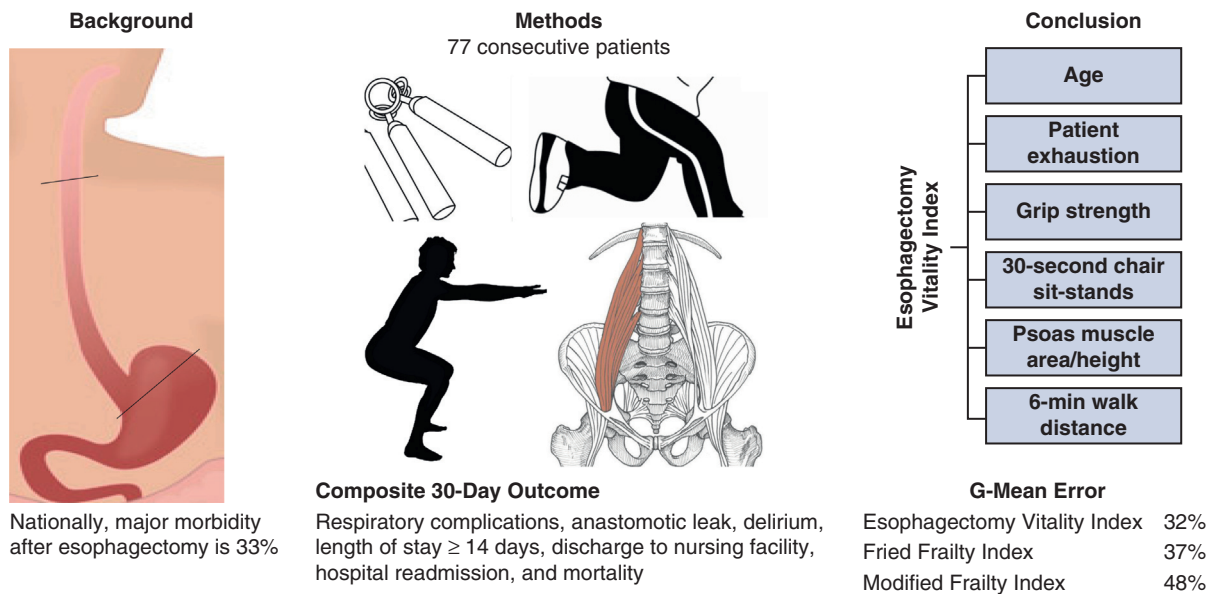 Background
Nationally, major morbidity
after esophagectomy is 33%
Methods
77 consecutive patients
Composite 30-Day Outcome
Respiratory complications, anastomotic leak, delirium,
length of stay ≥ 14 days, discharge to nursing facility,
hospital readmission, and mortality
Conclusion
Esophagectomy
Vitality Index
Age
Patient
exhaustion
Grip strength
30-second chair
sit-stands
Psoas muscle
area/height
6-min walk
distance
G-Mean Error
Esophagectomy Vitality Index 32%
Fried Frailty Index 37%
Modified Frailty Index 48%